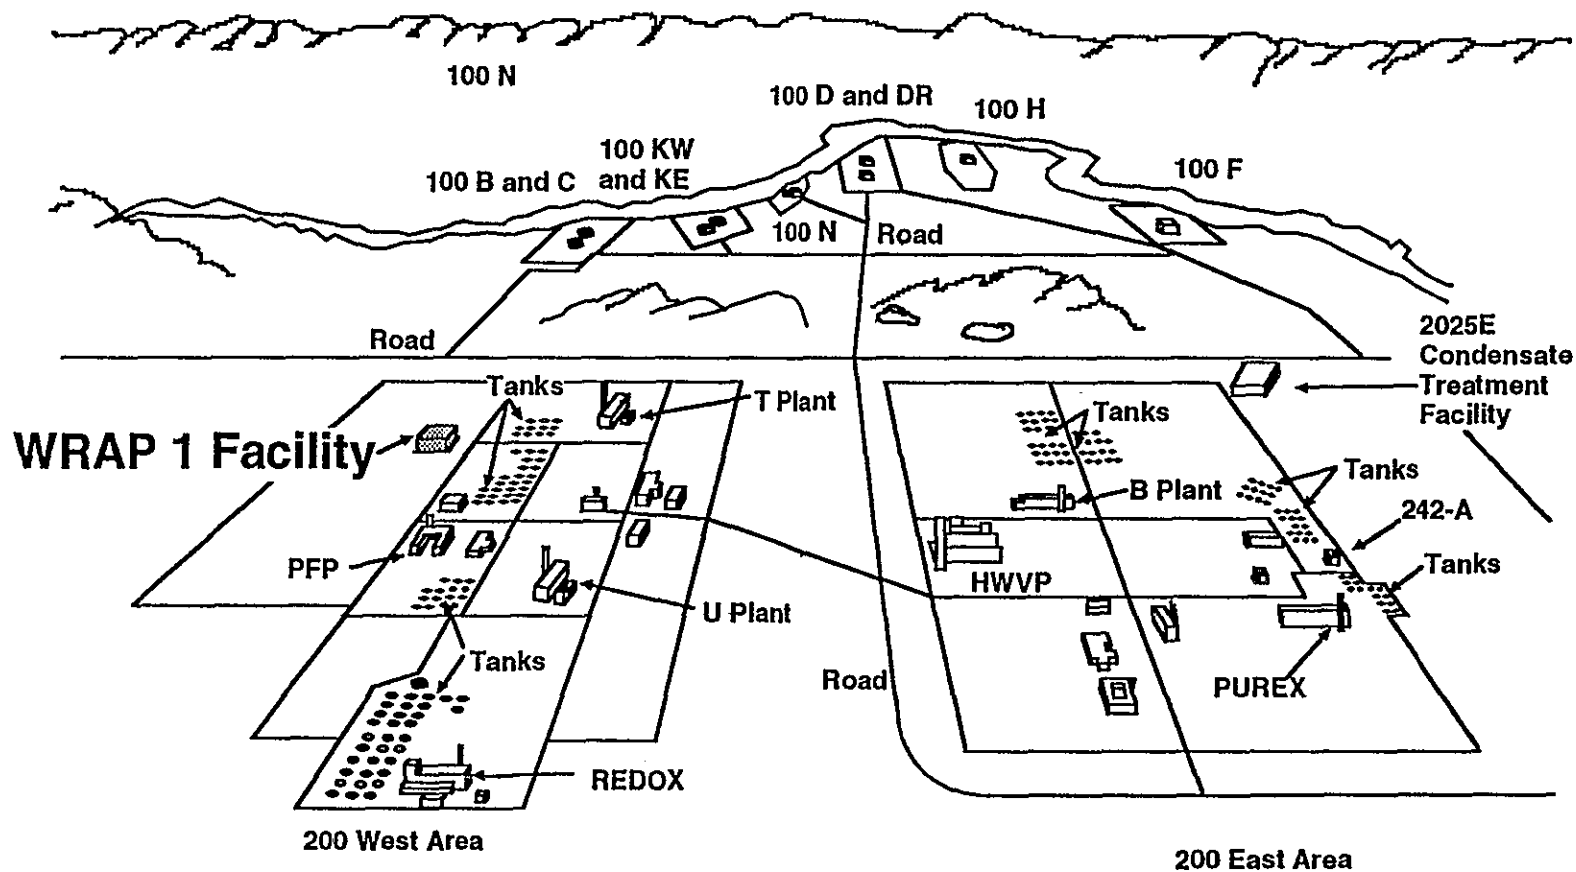 100 N
100 D and DR
100 H
100 KW
and KE
100 B and C
100 F
100 N
Road
2025E
Condensate
Treatment
Facility
Road
Tanks
T Plant
Tanks
WRAP 1 Facility
Tanks
B Plant
242-A
PFP
HWVP
Tanks
U Plant
Tanks
Road
PUREX
REDOX
200 West Area
200 East Area